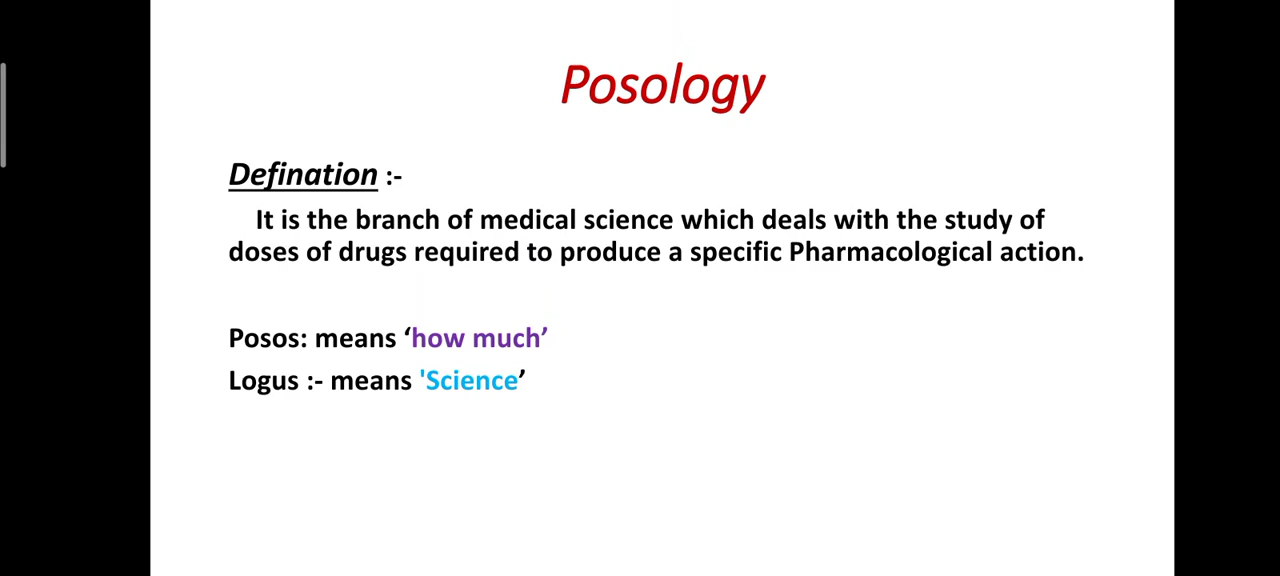 Posology
Defination :-
It is the branch of medical science which deals with the study of
doses of drugs required to produce a specific Pharmacological action.
Posos: means ‘how much’
Logus :- means 'Science’